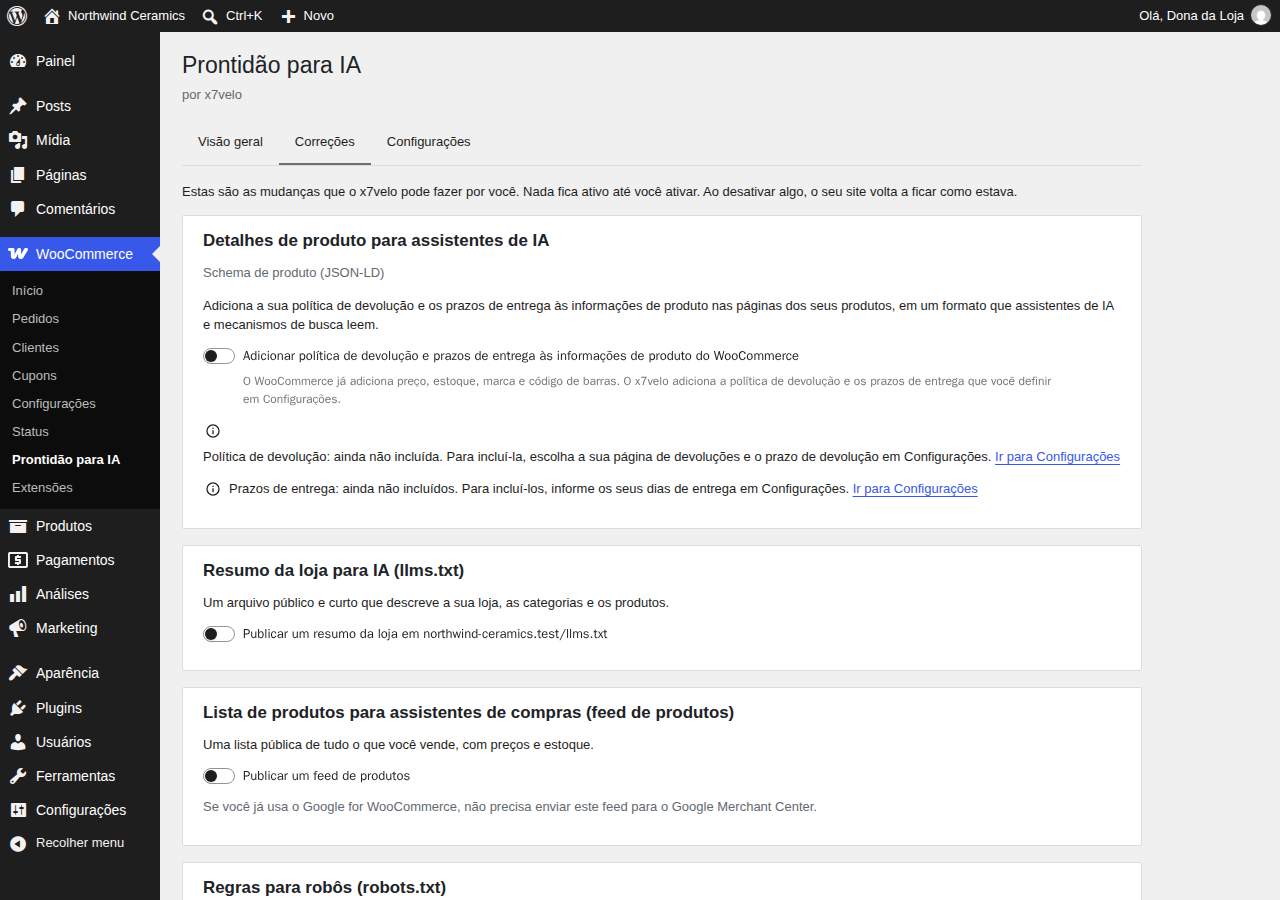 Northwind Ceramics
Ctrl+K
Novo
Olá, Dona da Loja
Painel
Posts
Mídia
Páginas
Comentários
WooCommerce
Início
Pedidos
Clientes
Cupons
Configurações
Status
Prontidão para IA
Extensões
Produtos
Pagamentos
Análises
Marketing
Aparência
Plugins
Usuários
Ferramentas
Configurações
Recolher menu
Prontidão para IA
por x7velo
Visão geral
Correções
Configurações
Estas são as mudanças que o x7velo pode fazer por você. Nada fica ativo até você ativar. Ao desativar algo, o seu site volta a ficar como estava.
Detalhes de produto para assistentes de IA
Schema de produto (JSON-LD)
Adiciona a sua política de devolução e os prazos de entrega às informações de produto nas páginas dos seus produtos, em um formato que assistentes de IA
e mecanismos de busca leem.
Adicionar política de devolução e prazos de entrega às informações de produto do WooCommerce
O WooCommerce já adiciona preço, estoque, marca e código de barras. O x7velo adiciona a política de devolução e os prazos de entrega que você definir
em Configurações.
Política de devolução: ainda não incluída. Para incluí-la, escolha a sua página de devoluções e o prazo de devolução em Configurações. Ir para Configurações
Prazos de entrega: ainda não incluídos. Para incluí-los, informe os seus dias de entrega em Configurações. Ir para Configurações
Resumo da loja para IA (llms.txt)
Um arquivo público e curto que descreve a sua loja, as categorias e os produtos.
Publicar um resumo da loja em northwind-ceramics.test/llms.txt
Lista de produtos para assistentes de compras (feed de produtos)
Uma lista pública de tudo o que você vende, com preços e estoque.
Publicar um feed de produtos
Se você já usa o Google for WooCommerce, não precisa enviar este feed para o Google Merchant Center.
Regras para robôs (robots.txt)